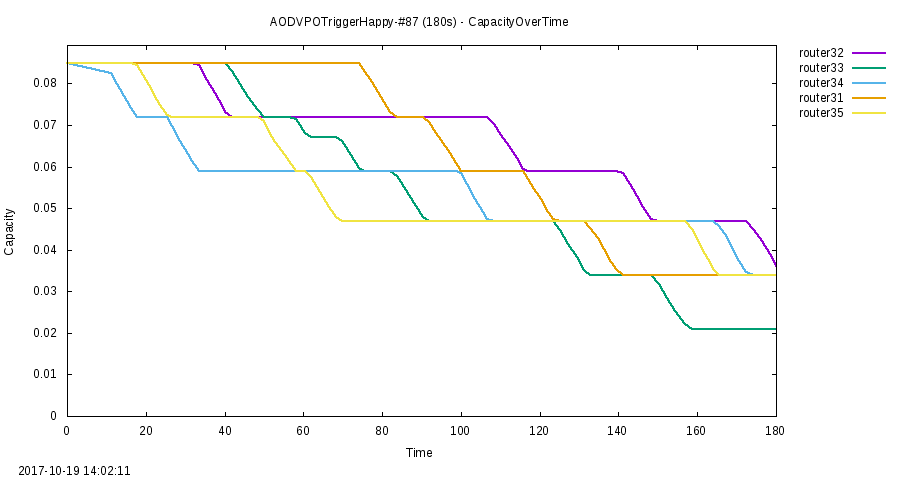 AODVPOTriggerHappy-#87 (180s) - CapacityOverTime
router32
router33
router34
router31
router35
0.08
0.07
0.06
0.05
0.04
0.03
0.02
0.01
0
Capacity
0 20 40 60 80 100 120 140 160 180
Time
2017-10-19 14:02:11